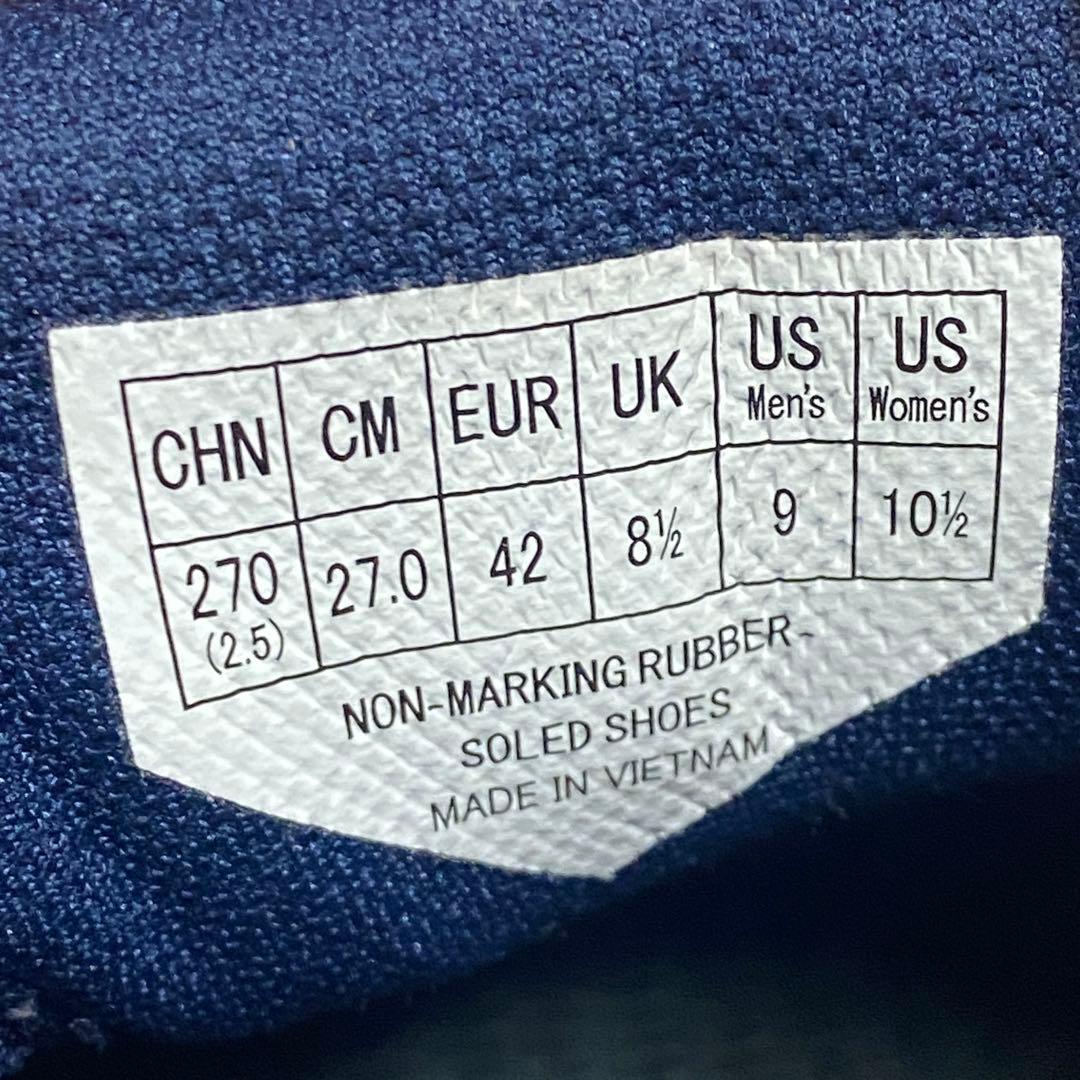 CHN CM EUR UK US Men's US Women's
270 (2.5) 27.0 42 8½ 9 10½
NON-MARKING RUBBER-
SOLED SHOES
MADE IN VIETNAM